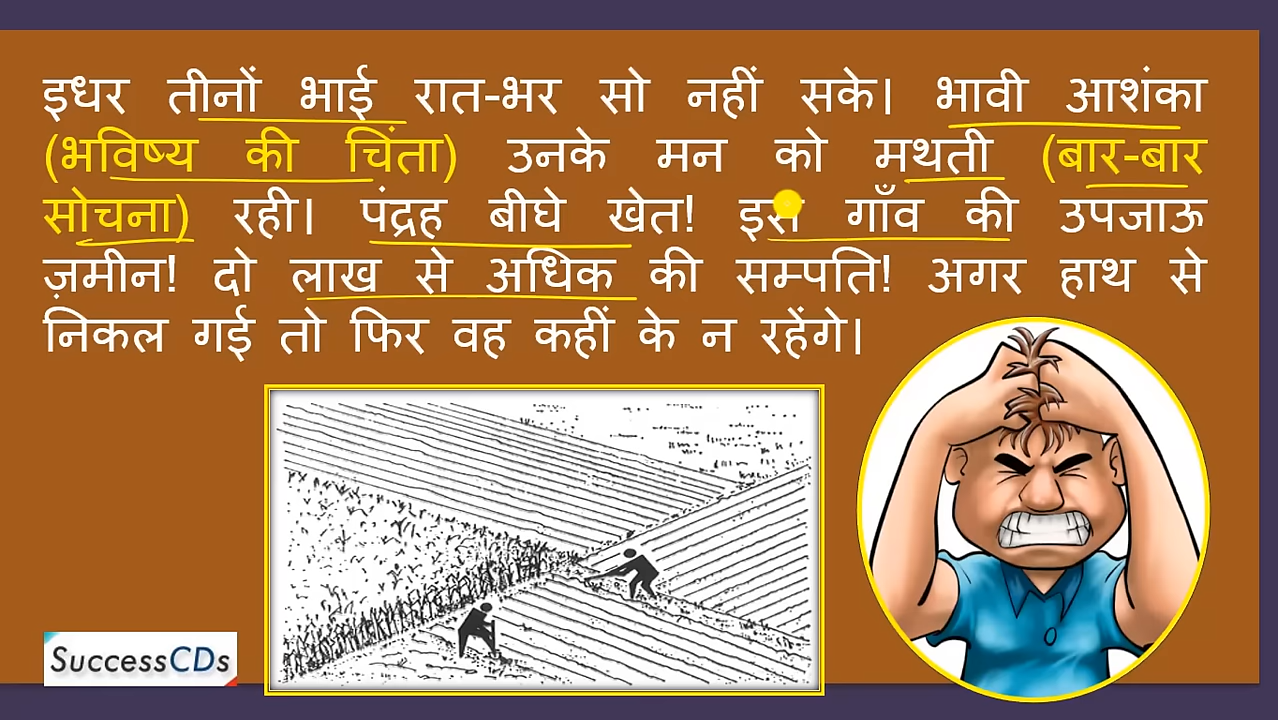 इधर तीनों भाई रात-भर सो नहीं सके। भावी आशंका
(भविष्य की चिंता) उनके मन को मथती (बार-बार
सोचना) रही। पंद्रह बीघे खेत! इस गाँव की उपजाऊ
ज़मीन! दो लाख से अधिक की सम्पति! अगर हाथ से
निकल गई तो फिर वह कहीं के न रहेंगे।
SuccessCDs